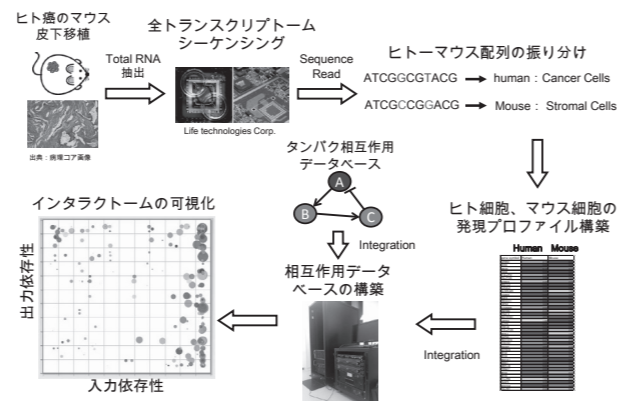 ヒト癌のマウス
皮下移植
Total RNA
抽出
全トランスクリプトーム
シーケンシング
Sequence
Read
ヒトーマウス配列の振り分け
ATCGGCGTACG
human : Cancer Cells
ATCGCCGGACG
Mouse : Stromal Cells
Life technologies Corp.
出典：病理コア画像
タンパク相互作用
データベース
A
B
C
Integration
インタラクトームの可視化
出力依存性
入力依存性
相互作用データ
ベースの構築
Integration
ヒト細胞、マウス細胞の
発現プロファイル構築
Human Mouse